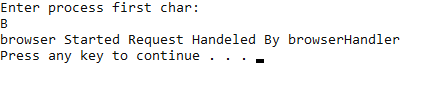 Enter process first char:
B
browser Started Request Handeled By browserHandler
Press any key to continue . . .